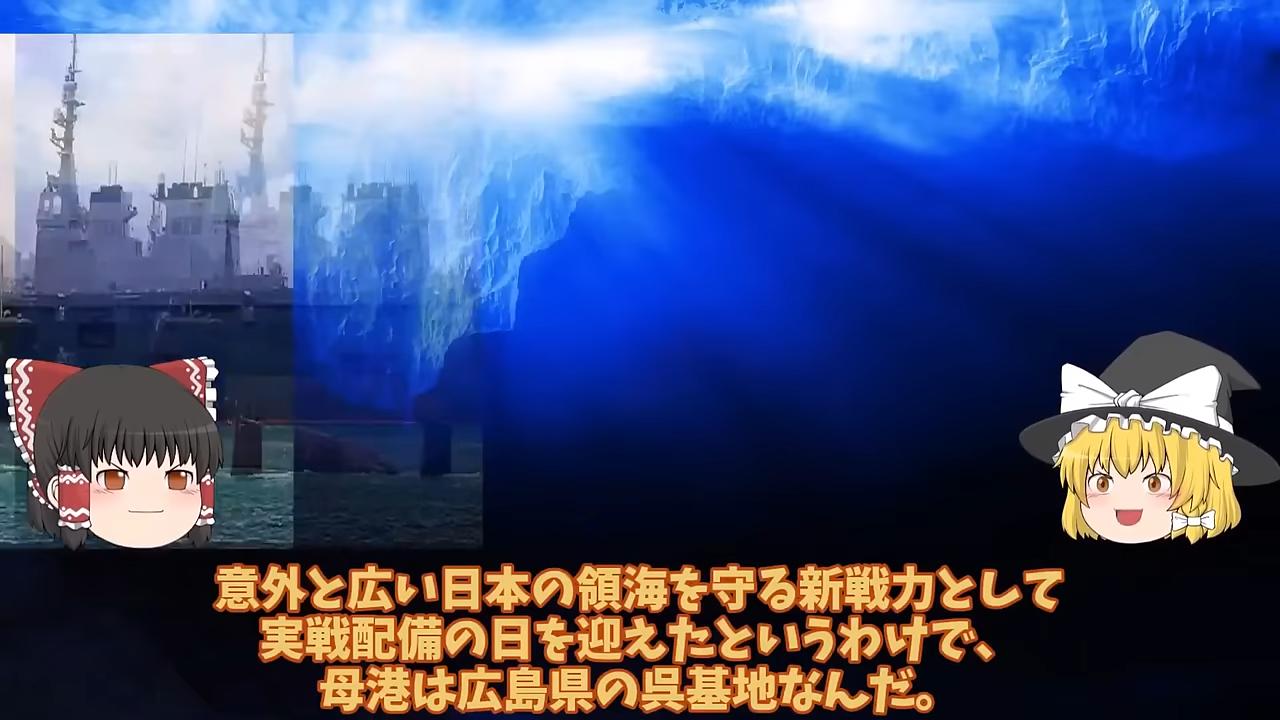 意外と広い日本の領海を守る新戦力として
実戦配備の日を迎えたというわけで、
母港は広島県の呉基地なんだ。